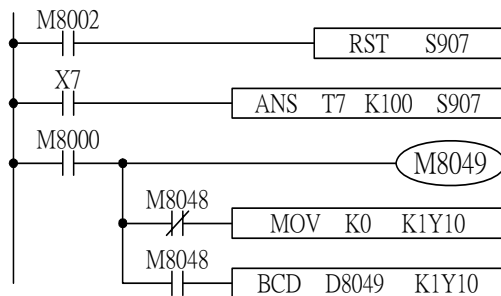 M8002
RST S907
X7
ANS T7 K100 S907
M8000
M8049
M8048
MOV K0 K1Y10
M8048
BCD D8049 K1Y10